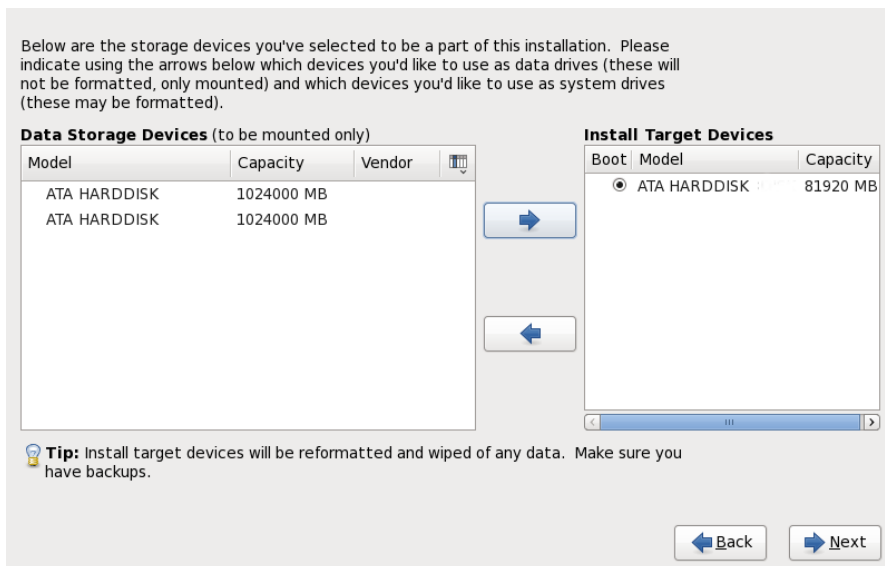 Below are the storage devices you've selected to be a part of this installation.  Please
indicate using the arrows below which devices you'd like to use as data drives (these will
not be formatted, only mounted) and which devices you'd like to use as system drives
(these may be formatted).
Data Storage Devices (to be mounted only)
Model Capacity Vendor
ATA HARDDISK 1024000 MB
ATA HARDDISK 1024000 MB
Install Target Devices
Boot Model Capacity
ATA HARDDISK 81920 MB
Tip: Install target devices will be reformatted and wiped of any data.  Make sure you
have backups.
Back Next